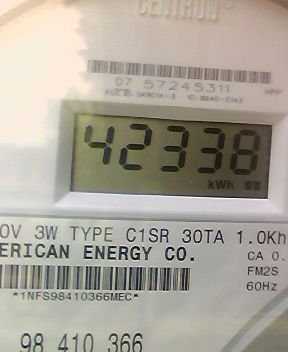 CENTRON®
07 57245311
42338
kWh
0V 3W TYPE C1SR 30TA 1.0Kh
ERICAN ENERGY CO.
CA 0.
FM2S
60Hz
*1NFS98410366MEC*
98 410 366